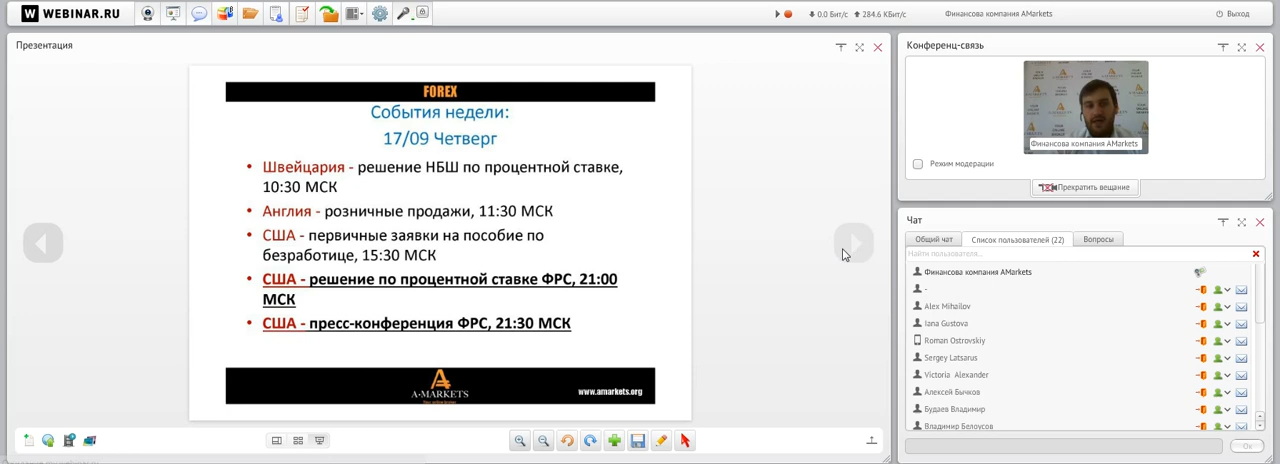 W WEBINAR.RU
0.0 Бит/с 284.6 КБит/с
Финансова компания AMarkets
Выход
Презентация
FOREX
События недели:
17/09 Четверг
• Швейцария - решение НБШ по процентной ставке,
10:30 МСК
• Англия - розничные продажи, 11:30 МСК
• США - первичные заявки на пособие по
безработице, 15:30 МСК
• США - решение по процентной ставке ФРС, 21:00
МСК
• США - пресс-конференция ФРС, 21:30 МСК
A-MARKETS
www.amarkets.org
Конференц-связь
Финансова компания AMarkets
Режим модерации
Прекратить вещание
Чат
Общий чат Список пользователей (22) Вопросы
Найти пользователя...
Финансова компания AMarkets
-
Alex Mihailov
Iana Gustova
Roman Ostrovskiy
Sergey Latsarus
Victoria Alexander
Алексей Бычков
Будаев Владимир
Владимир Белоусов
Ок